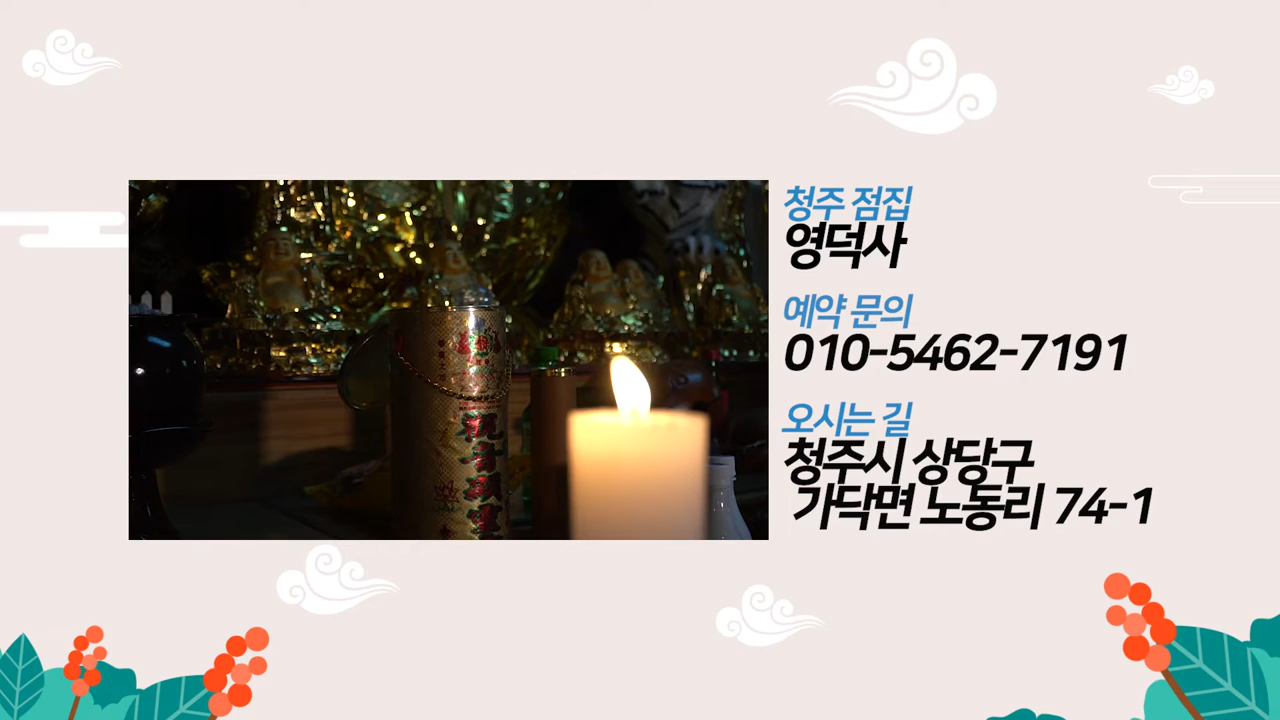 청주 점집
영덕사
예약 문의
010-5462-7191
오시는 길
청주시 상당구
가덕면 노동리 74-1